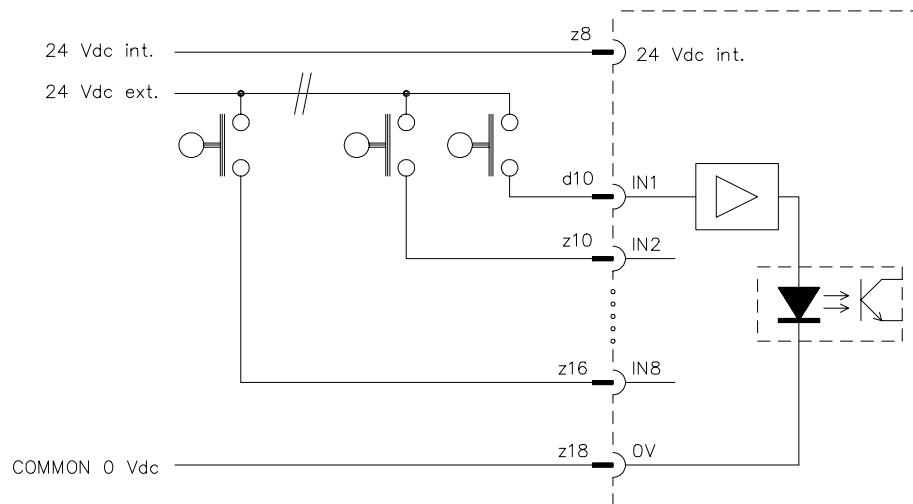 z8
24 Vdc int.
24 Vdc int.
24 Vdc ext.
d10
IN1
z10
IN2
z16
IN8
z18
0V
COMMON 0 Vdc